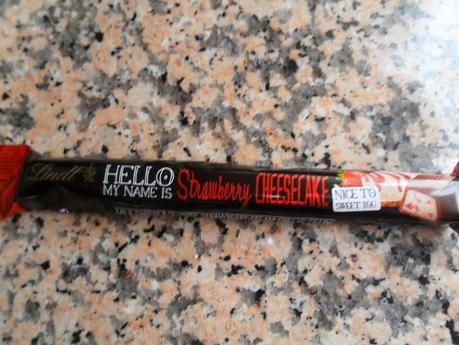 Lindt
HELLO
MY NAME IS
Strawberry CHEESECAKE
NICE TO
SWEET YOU